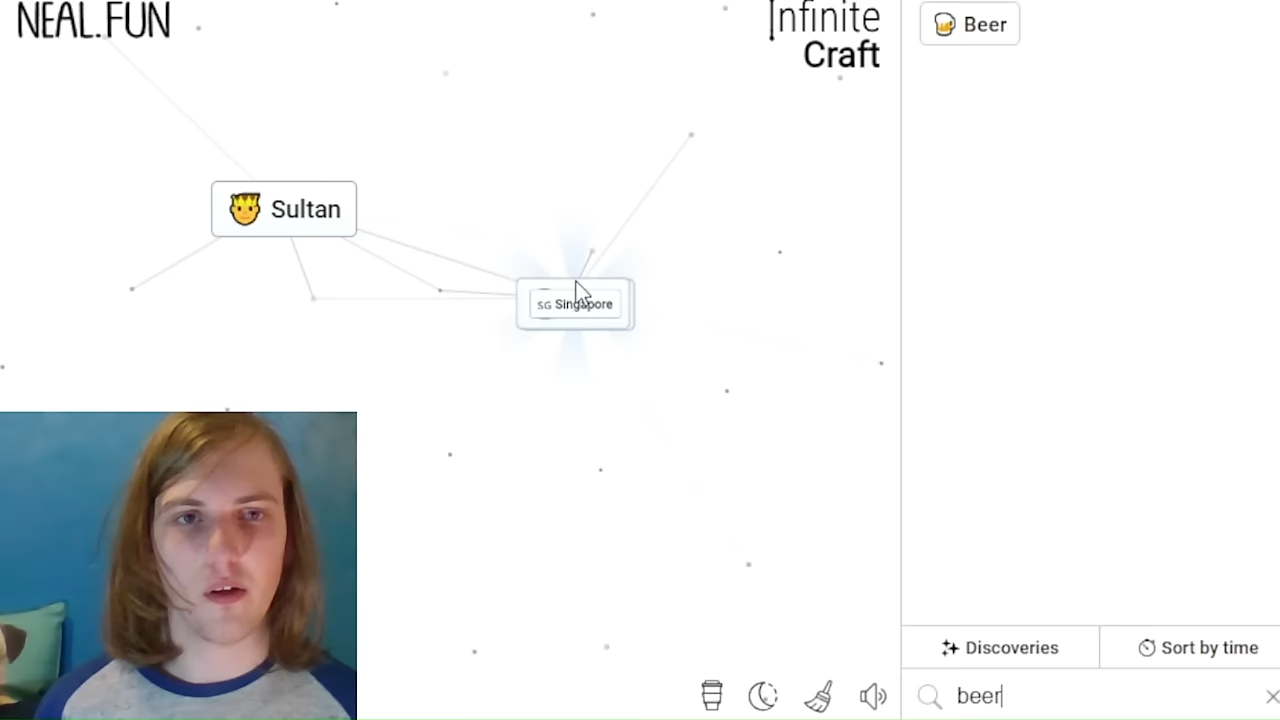 NEAL.FUN
Infinite
Craft
Beer
Sultan
SG Singapore
Discoveries
Sort by time
beer